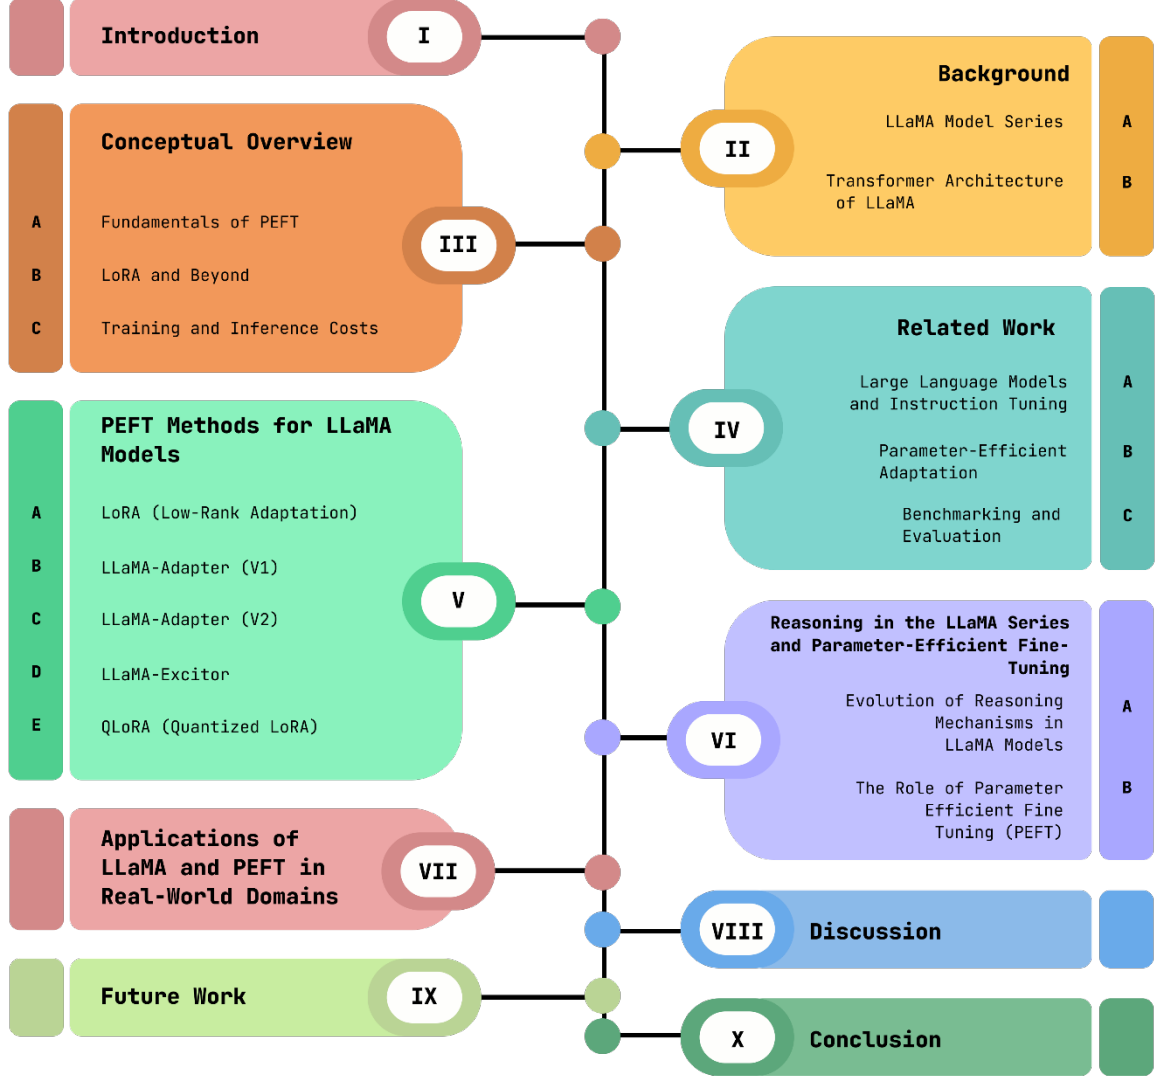 Introduction
I
Background
II
LLaMA Model Series
A
Transformer Architecture
of LLaMA
B
Conceptual Overview
III
A
Fundamentals of PEFT
B
LoRA and Beyond
C
Training and Inference Costs
Related Work
IV
Large Language Models
and Instruction Tuning
A
Parameter-Efficient
Adaptation
B
Benchmarking and
Evaluation
C
PEFT Methods for LLaMA
Models
V
A
LoRA (Low-Rank Adaptation)
B
LLaMA-Adapter (V1)
C
LLaMA-Adapter (V2)
D
LLaMA-Excitor
E
QLoRA (Quantized LoRA)
Reasoning in the LLaMA Series
and Parameter-Efficient Fine-
Tuning
VI
Evolution of Reasoning
Mechanisms in
LLaMA Models
A
The Role of Parameter
Efficient Fine
Tuning (PEFT)
B
Applications of
LLaMA and PEFT in
Real-World Domains
VII
VIII
Discussion
Future Work
IX
X
Conclusion